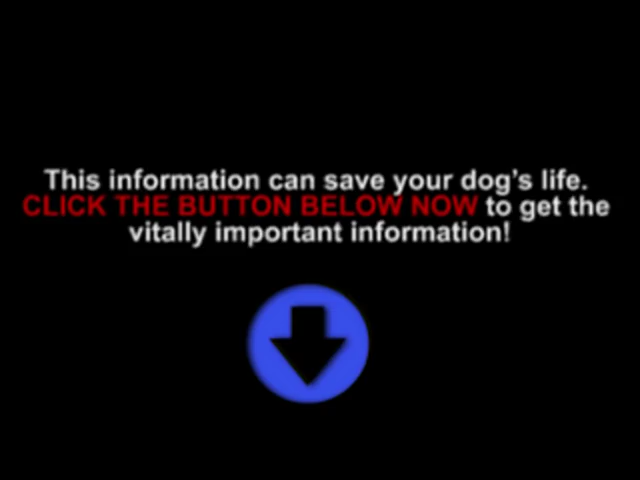 This information can save your dog's life.
CLICK THE BUTTON BELOW NOW to get the
vitally important information!